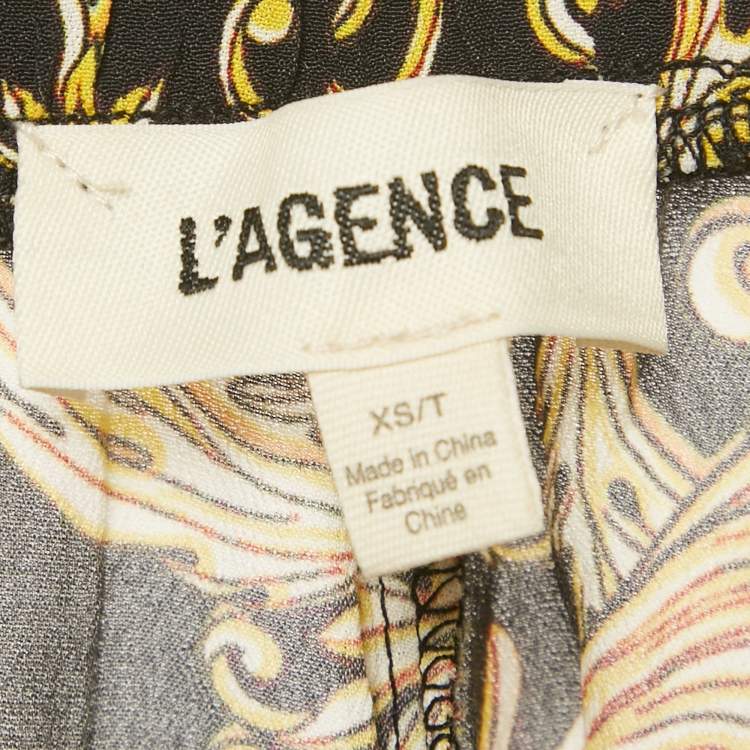 L'AGENCE
XS/T
Made in China
Fabriqué en
Chine